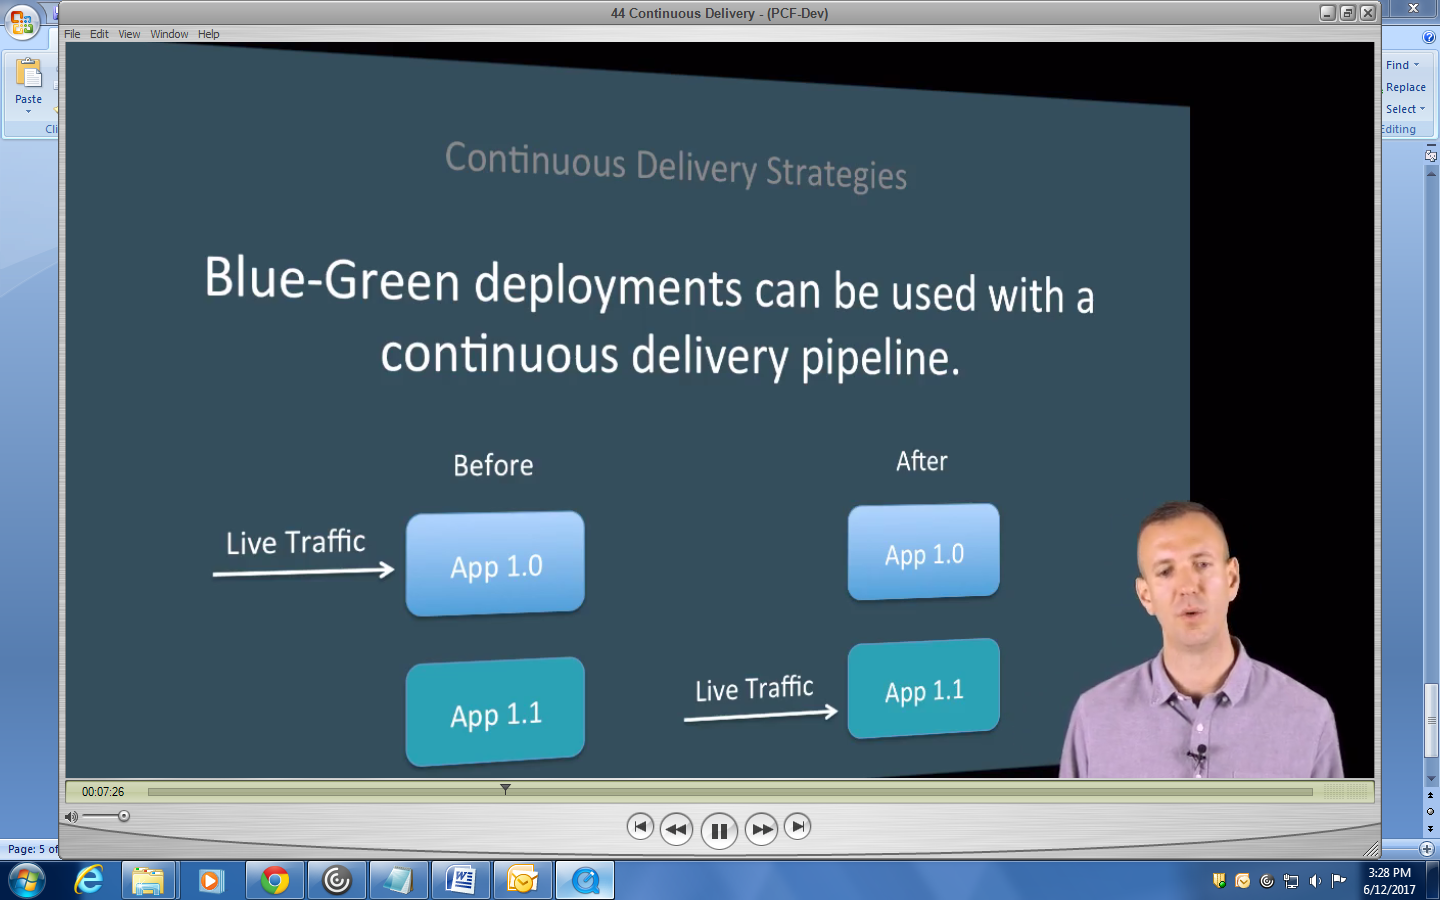 44 Continuous Delivery - (PCF-Dev)
File Edit View Window Help
Find
Paste
Replace
Select
Editing
Continuous Delivery Strategies
Blue-Green deployments can be used with a
continuous delivery pipeline.
Before
After
Live Traffic
App 1.0
App 1.0
App 1.1
Live Traffic
App 1.1
00:07:26
Page: 5 of
3:28 PM
6/12/2017